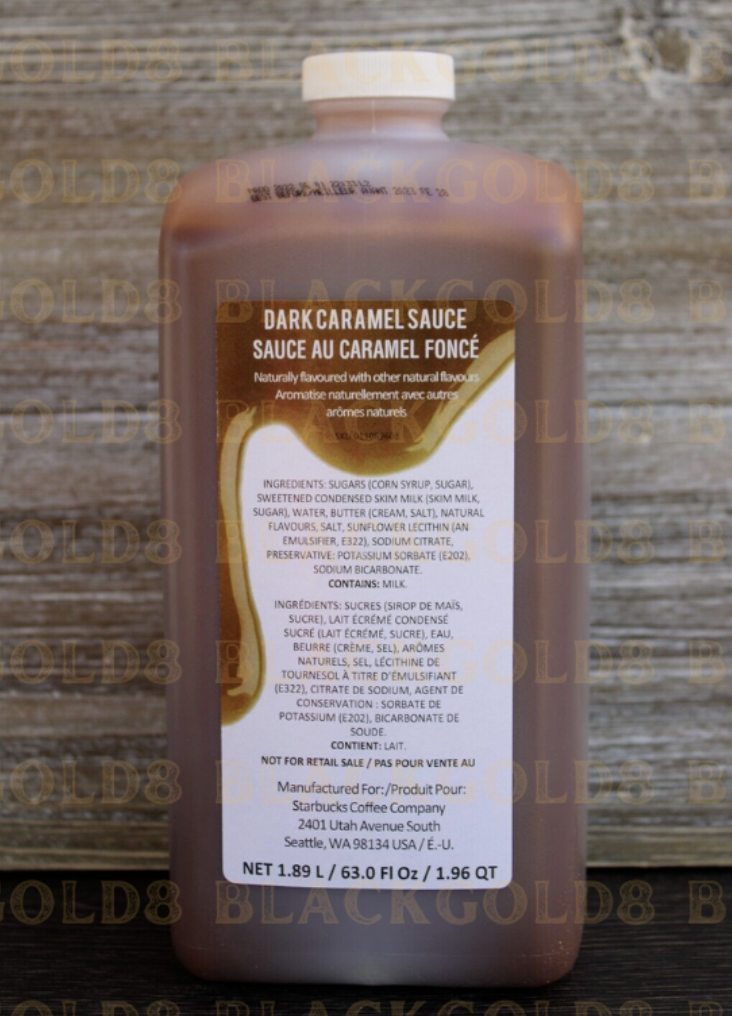 BLACKGOLD8
DARK CARAMEL SAUCE
SAUCE AU CARAMEL FONCÉ
Naturally flavoured with other natural flavours
Aromatise naturellement avec autres
arômes naturels
INGREDIENTS: SUGARS (CORN SYRUP, SUGAR),
SWEETENED CONDENSED SKIM MILK (SKIM MILK,
SUGAR), WATER, BUTTER (CREAM, SALT), NATURAL
FLAVOURS, SALT, SUNFLOWER LECITHIN (AN
EMULSIFIER, E322), SODIUM CITRATE,
PRESERVATIVE: POTASSIUM SORBATE (E202),
SODIUM BICARBONATE.
CONTAINS: MILK.
INGRÉDIENTS: SUCRES (SIROP DE MAÏS,
SUCRE), LAIT ÉCRÉMÉ CONDENSÉ
SUCRÉ (LAIT ÉCRÉMÉ, SUCRE), EAU,
BEURRE (CRÈME, SEL), ARÔMES
NATURELS, SEL, LÉCITHINE DE
TOURNESOL À TITRE D'ÉMULSIFIANT
(E322), CITRATE DE SODIUM, AGENT DE
CONSERVATION : SORBATE DE
POTASSIUM (E202), BICARBONATE DE
SOUDE.
CONTIENT: LAIT.
NOT FOR RETAIL SALE / PAS POUR VENTE AU
Manufactured For:/Produit Pour:
Starbucks Coffee Company
2401 Utah Avenue South
Seattle, WA 98134 USA / É.-U.
NET 1.89 L / 63.0 Fl Oz / 1.96 QT